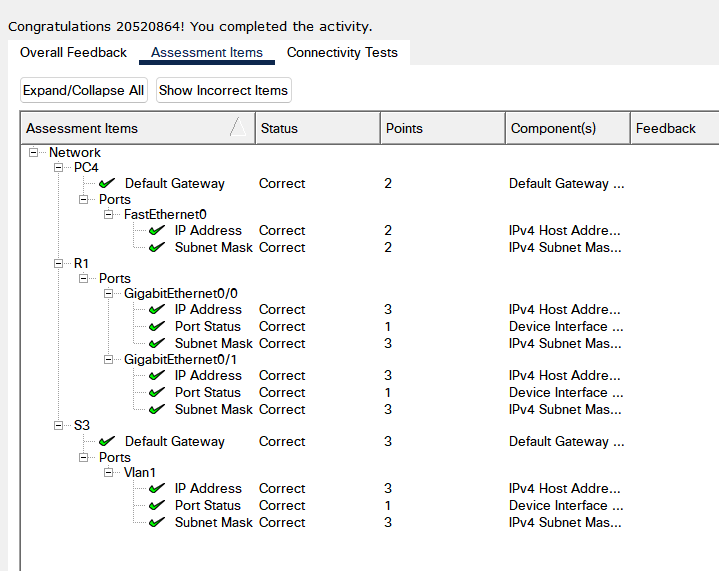 Congratulations 20520864! You completed the activity.
Overall Feedback Assessment Items Connectivity Tests
Expand/Collapse All Show Incorrect Items
Assessment Items Status Points Component(s) Feedback
Network
PC4
Default Gateway Correct 2 Default Gateway ...
Ports
FastEthernet0
IP Address Correct 2 IPv4 Host Addre...
Subnet Mask Correct 2 IPv4 Subnet Mas...
R1
Ports
GigabitEthernet0/0
IP Address Correct 3 IPv4 Host Addre...
Port Status Correct 1 Device Interface ...
Subnet Mask Correct 3 IPv4 Subnet Mas...
GigabitEthernet0/1
IP Address Correct 3 IPv4 Host Addre...
Port Status Correct 1 Device Interface ...
Subnet Mask Correct 3 IPv4 Subnet Mas...
S3
Default Gateway Correct 3 Default Gateway ...
Ports
Vlan1
IP Address Correct 3 IPv4 Host Addre...
Port Status Correct 1 Device Interface ...
Subnet Mask Correct 3 IPv4 Subnet Mas...